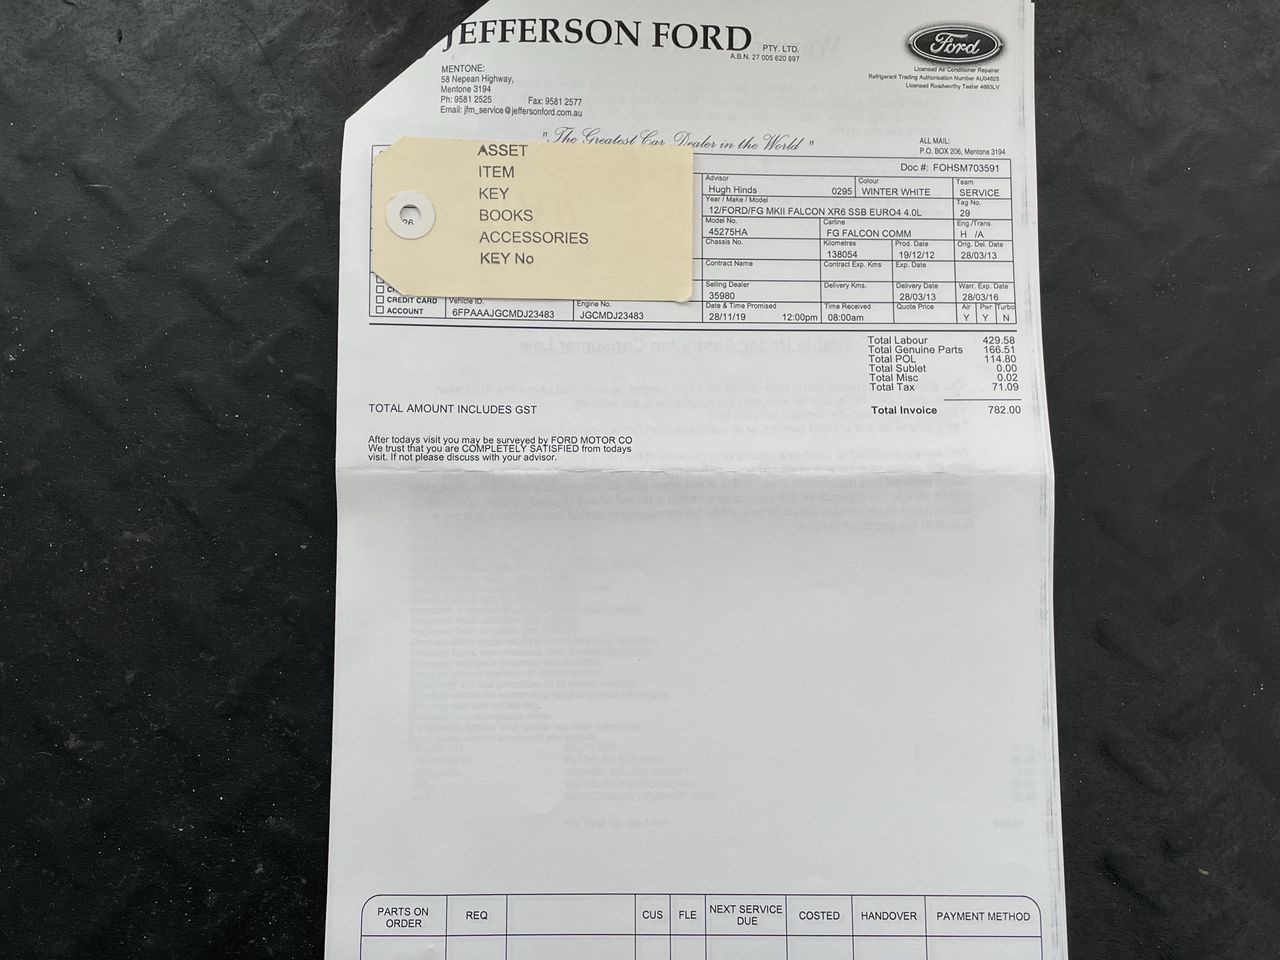 JEFFERSON FORD
PTY. LTD.
A.B.N. 27 005 620 897
Ford
Licensed Air Conditioner Repairer
Refrigerant Trading Authorisation Number AU04625
Licensed Roadworthy Tester 4663LV
MENTONE:
58 Nepean Highway,
Mentone 3194
Ph: 9581 2525 Fax: 9581 2577
Email: jfm_service@jeffersonford.com.au
" The Greatest Car Dealer in the World "
ALL MAIL:
P.O. BOX 206, Mentone 3194
Doc #: FOHSM703591
ASSET
ITEM
KEY
BOOKS
ACCESSORIES
KEY No
26
Advisor Colour Team
Hugh Hinds 0295 WINTER WHITE SERVICE
Year / Make / Model Tag No.
12/FORD/FG MKII FALCON XR6 SSB EURO4 4.0L 29
Model No. Carline Eng./Trans.
45275HA FG FALCON COMM H /A
Chassis No. Kilometres Prod. Date Orig. Del. Date
138054 19/12/12 28/03/13
Contract Name Contract Exp. Kms Exp. Date
Selling Dealer Delivery Kms. Delivery Date Warr. Exp. Date
35980 28/03/13 28/03/16
CREDIT CARD Vehicle ID. Engine No. Date & Time Promised Time Received Quote Price Air Pwr Turbo
ACCOUNT 6FPAAAJGCMDJ23483 JGCMDJ23483 28/11/19 12:00pm 08:00am Y Y N
Total Labour 429.58
Total Genuine Parts 166.51
Total POL 114.80
Total Sublet 0.00
Total Misc 0.02
Total Tax 71.09
TOTAL AMOUNT INCLUDES GST Total Invoice 782.00
After todays visit you may be surveyed by FORD MOTOR CO
We trust that you are COMPLETELY SATISFIED from todays
visit. If not please discuss with your advisor.
PARTS ON ORDER REQ CUS FLE NEXT SERVICE DUE COSTED HANDOVER PAYMENT METHOD